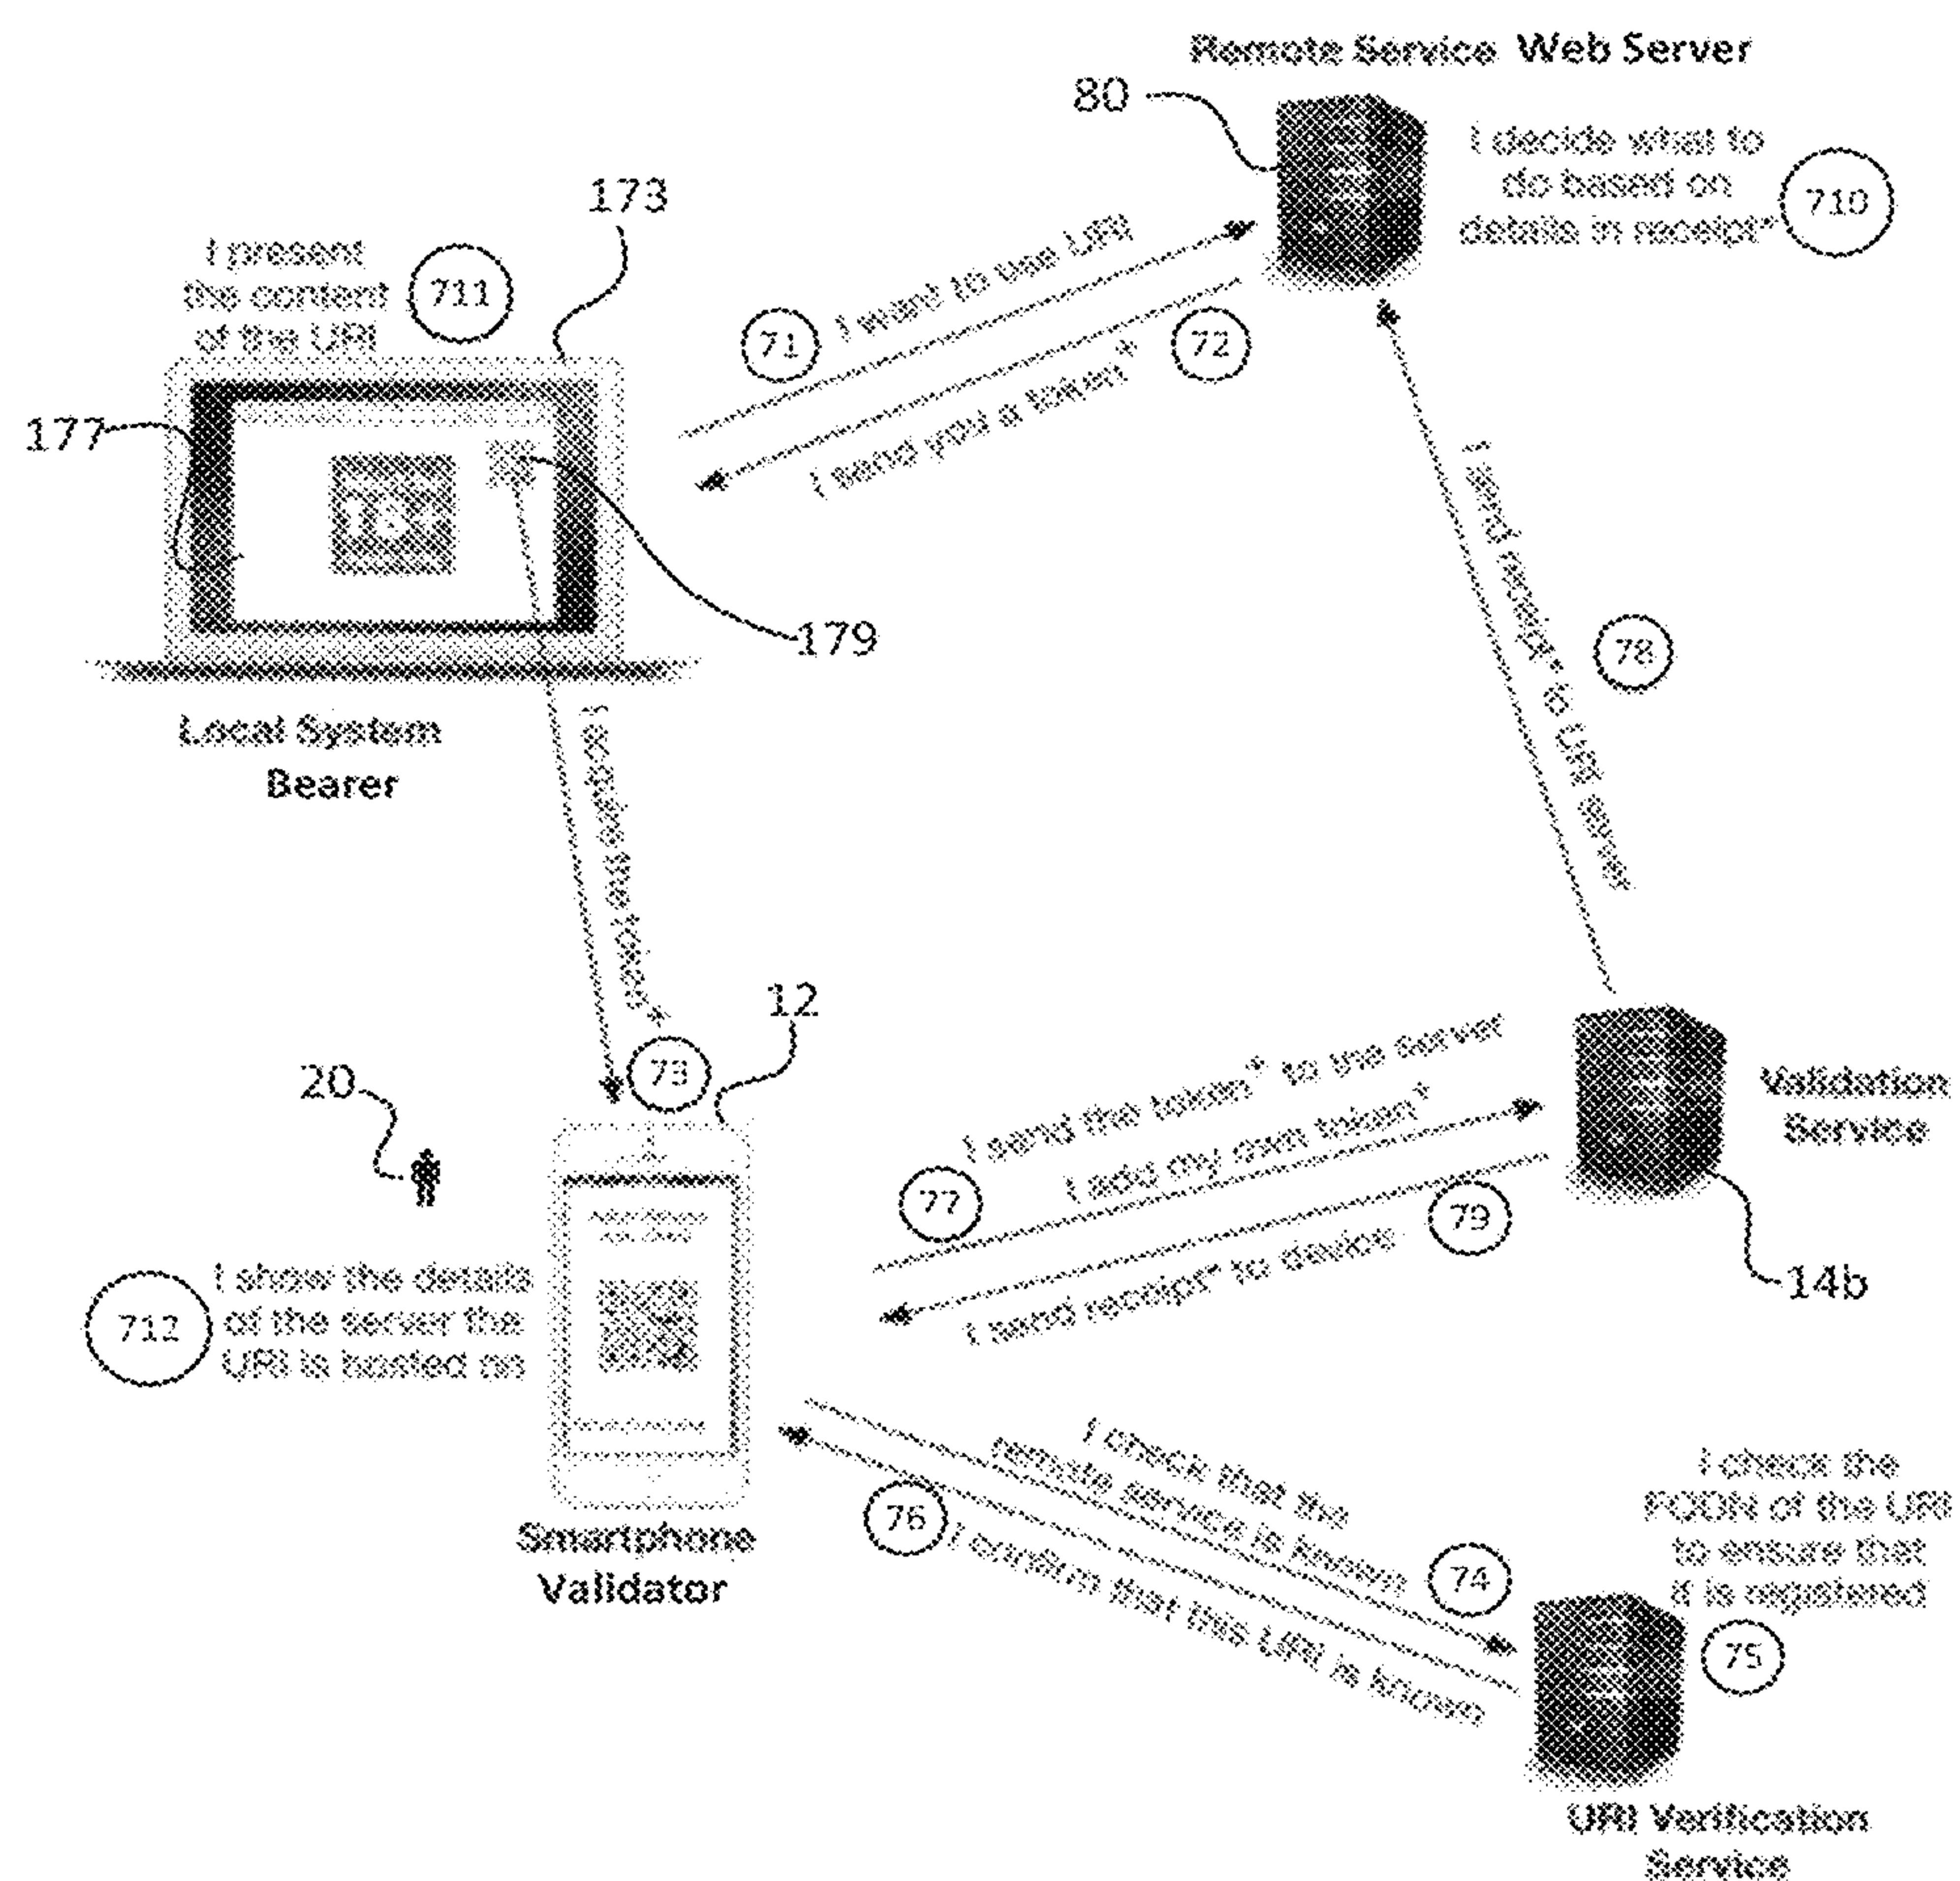 Remote Service Web Server
80
I decide what to
do based on
details in receipt*
710
173
I present
the content
of the URI
711
71
I want to use URI
72
I send you a token*
177
179
Local System
Bearer
78
I send receipt* to URI server
73
12
20
Validation
Service
14b
77
I send the token* to the server
I add my own token*
79
I send receipt* to device
712
I show the details
of the server the
URI is hosted on
Smartphone
Validator
I check that the
remote service is known
74
76
I confirm that this URI is known
I check the
FQDN of the URI
to ensure that
it is registered
75
URI Verification
Service